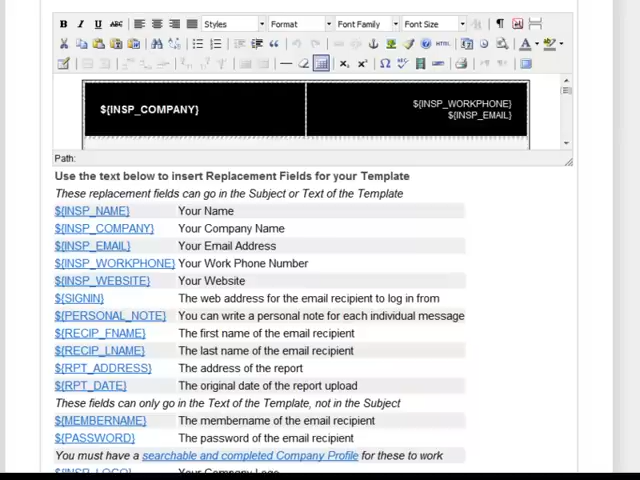 B I U ABC Styles Format Font Family Font Size
HTML
${INSP_COMPANY}
${INSP_WORKPHONE}
${INSP_EMAIL}
Path:
Use the text below to insert Replacement Fields for your Template
These replacement fields can go in the Subject or Text of the Template
${INSP_NAME} Your Name
${INSP_COMPANY} Your Company Name
${INSP_EMAIL} Your Email Address
${INSP_WORKPHONE} Your Work Phone Number
${INSP_WEBSITE} Your Website
${SIGNIN} The web address for the email recipient to log in from
${PERSONAL_NOTE} You can write a personal note for each individual message
${RECIP_FNAME} The first name of the email recipient
${RECIP_LNAME} The last name of the email recipient
${RPT_ADDRESS} The address of the report
${RPT_DATE} The original date of the report upload
These fields can only go in the Text of the Template, not in the Subject
${MEMBERNAME} The membername of the email recipient
${PASSWORD} The password of the email recipient
You must have a searchable and completed Company Profile for these to work
${INSP_LOGO} Your Company Logo